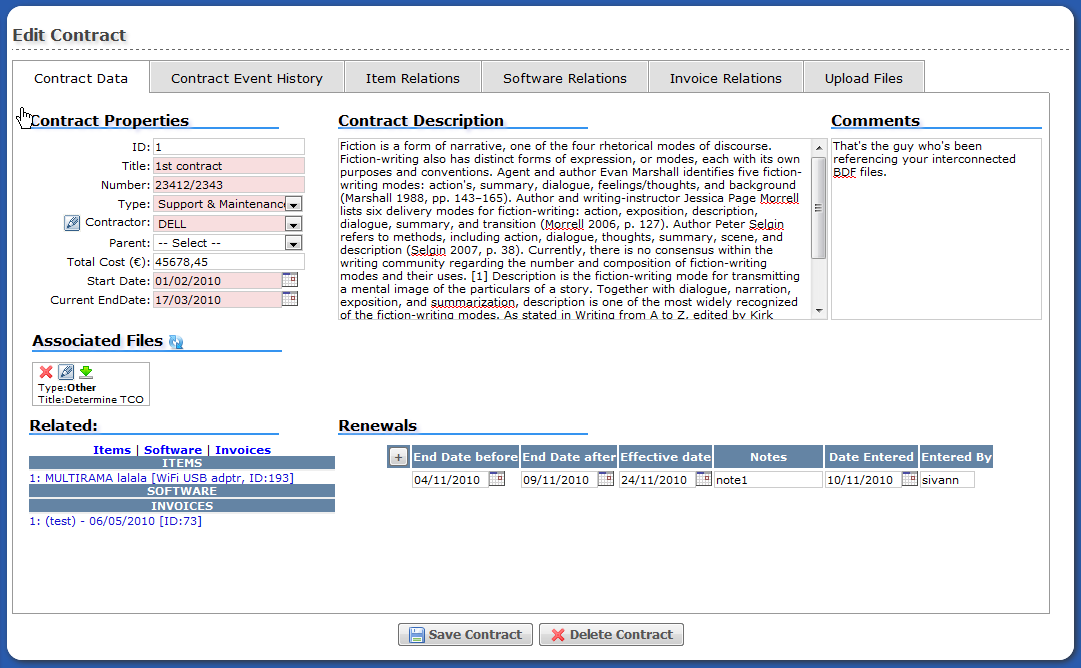 Edit Contract
Contract Data
Contract Event History
Item Relations
Software Relations
Invoice Relations
Upload Files
Contract Properties
ID: 1
Title: 1st contract
Number: 23412/2343
Type: Support & Maintenanc
Contractor: DELL
Parent: -- Select --
Total Cost (€): 45678,45
Start Date: 01/02/2010
Current EndDate: 17/03/2010
Contract Description
Fiction is a form of narrative, one of the four rhetorical modes of discourse.
Fiction-writing also has distinct forms of expression, or modes, each with its own
purposes and conventions. Agent and author Evan Marshall identifies five fiction-
writing modes: action's, summary, dialogue, feelings/thoughts, and background
(Marshall 1988, pp. 143–165). Author and writing-instructor Jessica Page Morrell
lists six delivery modes for fiction-writing: action, exposition, description,
dialogue, summary, and transition (Morrell 2006, p. 127). Author Peter Selgin
refers to methods, including action, dialogue, thoughts, summary, scene, and
description (Selgin 2007, p. 38). Currently, there is no consensus within the
writing community regarding the number and composition of fiction-writing
modes and their uses. [1] Description is the fiction-writing mode for transmitting
a mental image of the particulars of a story. Together with dialogue, narration,
exposition, and summarization, description is one of the most widely recognized
of the fiction-writing modes. As stated in Writing from A to Z, edited by Kirk
Comments
That's the guy who's been
referencing your interconnected
BDF files.
Associated Files
Type:Other
Title:Determine TCO
Related:
Items | Software | Invoices
ITEMS
1: MULTIRAMA lalala [WiFi USB adptr, ID:193]
SOFTWARE
INVOICES
1: (test) - 06/05/2010 [ID:73]
Renewals
+ End Date before End Date after Effective date Notes Date Entered Entered By
04/11/2010 09/11/2010 24/11/2010 note1 10/11/2010 sivann
Save Contract
Delete Contract